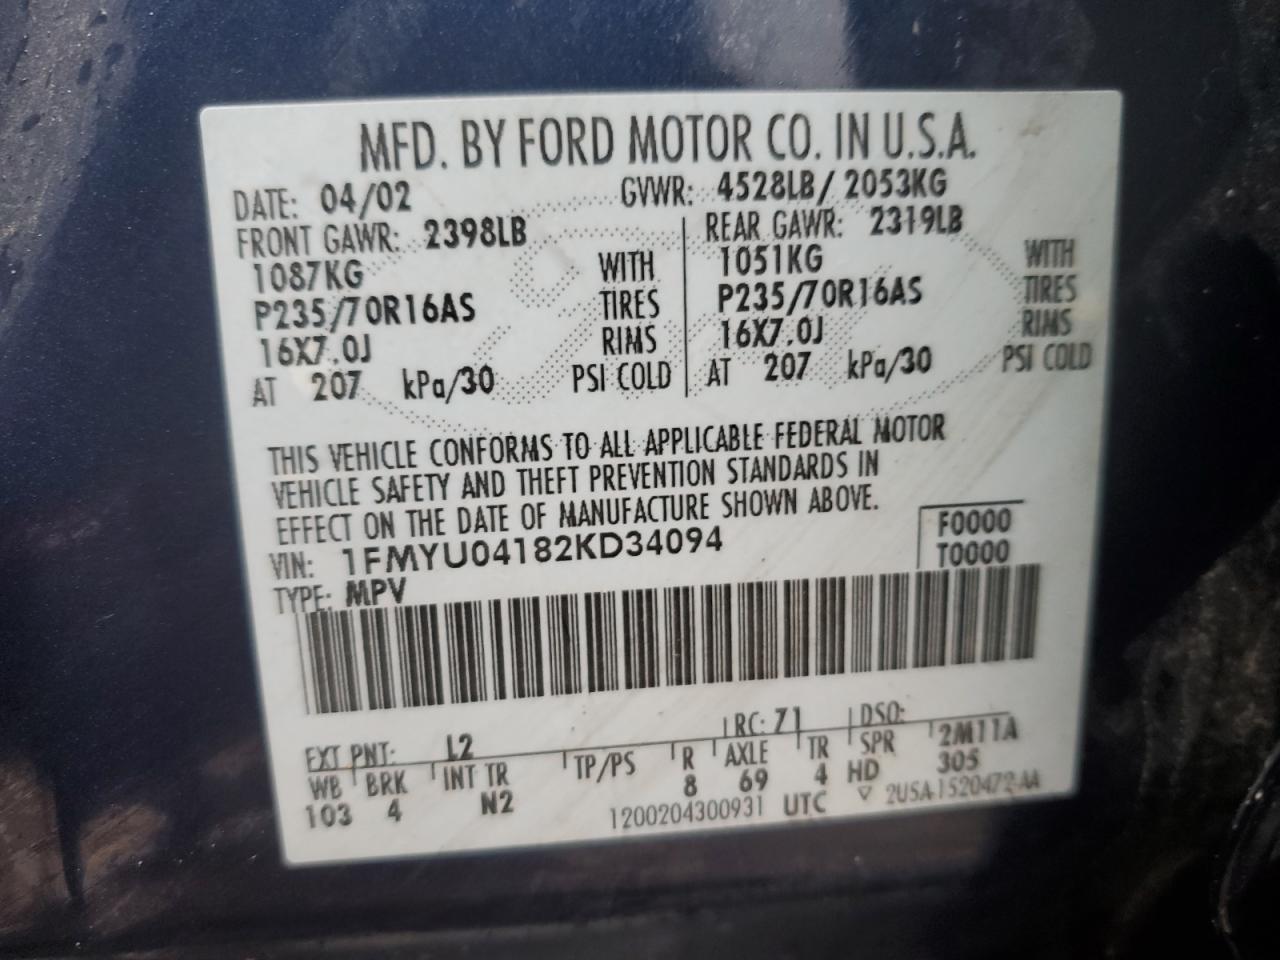 MFD. BY FORD MOTOR CO. IN U.S.A.
DATE: 04/02 GVWR: 4528LB/ 2053KG
FRONT GAWR: 2398LB REAR GAWR: 2319LB
1087KG WITH 1051KG WITH
P235/70R16AS TIRES P235/70R16AS TIRES
16X7.0J RIMS 16X7.0J RIMS
AT 207 kPa/30 PSI COLD AT 207 kPa/30 PSI COLD
THIS VEHICLE CONFORMS TO ALL APPLICABLE FEDERAL MOTOR
VEHICLE SAFETY AND THEFT PREVENTION STANDARDS IN
EFFECT ON THE DATE OF MANUFACTURE SHOWN ABOVE.
VIN: 1FMYU04182KD34094 F0000
TYPE: MPV T0000
EXT PNT: L2 RC: 71 DSO:
WB BRK INT TR TP/PS R AXLE TR SPR 2M11A
103 4 N2 8 69 4 HD 305
1200204300931 UTC ▽ 2USA-1520472-AA